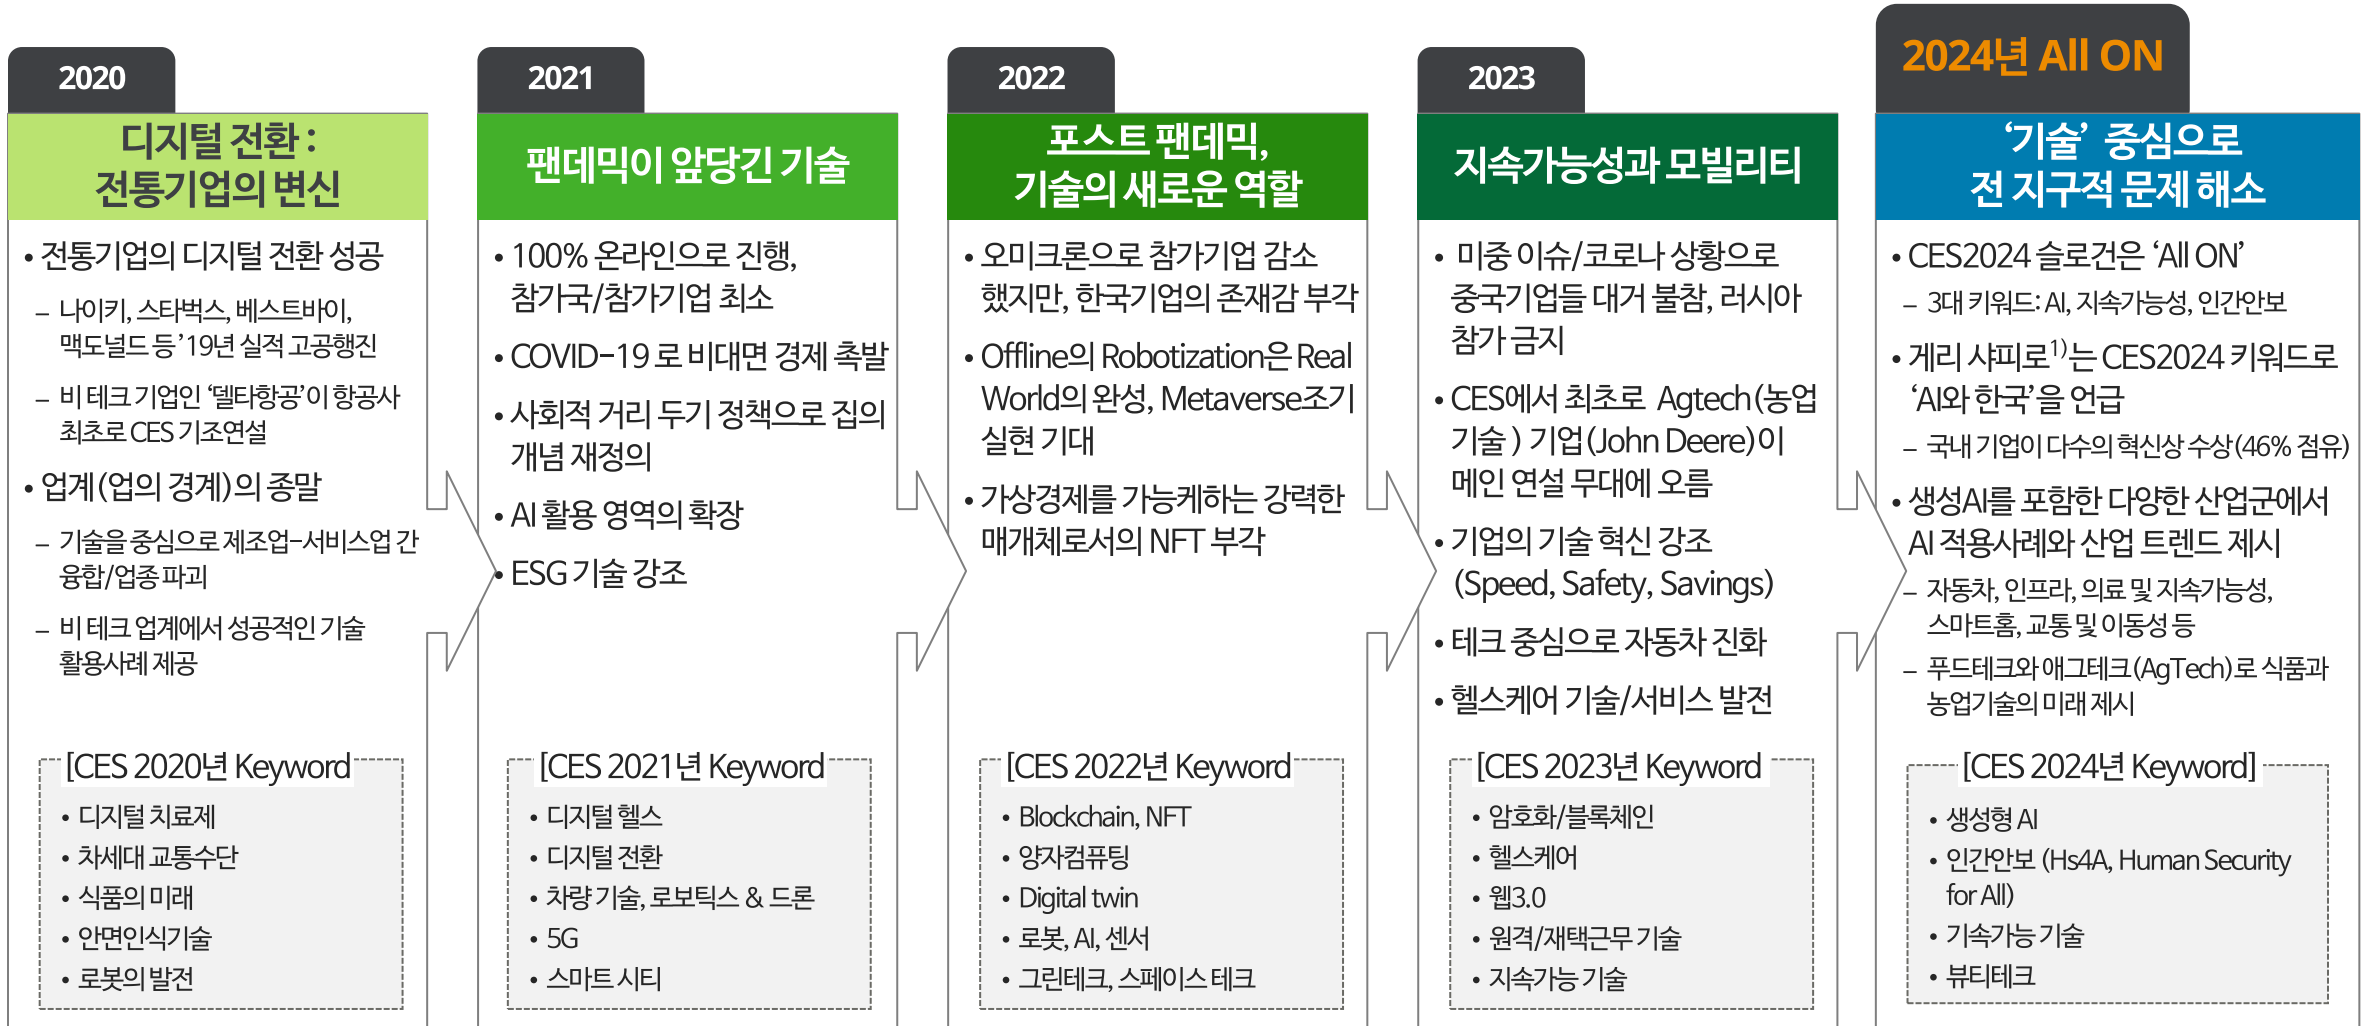 2020
디지털 전환 :
전통기업의 변신
• 전통기업의 디지털 전환 성공
– 나이키, 스타벅스, 베스트바이,
맥도널드 등 ’19년 실적 고공행진
– 비 테크 기업인 ‘델타항공’이 항공사
최초로 CES 기조연설
• 업계(업의 경계)의 종말
– 기술을 중심으로 제조업-서비스업 간
융합/업종 파괴
– 비 테크 업계에서 성공적인 기술
활용사례 제공
[CES 2020년 Keyword
• 디지털 치료제
• 차세대 교통수단
• 식품의 미래
• 안면인식기술
• 로봇의 발전
2021
팬데믹이 앞당긴 기술
• 100% 온라인으로 진행,
참가국/참가기업 최소
• COVID-19 로 비대면 경제 촉발
• 사회적 거리 두기 정책으로 집의
개념 재정의
• AI 활용 영역의 확장
• ESG 기술 강조
[CES 2021년 Keyword
• 디지털 헬스
• 디지털 전환
• 차량 기술, 로보틱스 & 드론
• 5G
• 스마트 시티
2022
포스트 팬데믹,
기술의 새로운 역할
• 오미크론으로 참가기업 감소
했지만, 한국기업의 존재감 부각
• Offline의 Robotization은 Real
World의 완성, Metaverse조기
실현 기대
• 가상경제를 가능케하는 강력한
매개체로서의 NFT 부각
[CES 2022년 Keyword
• Blockchain, NFT
• 양자컴퓨팅
• Digital twin
• 로봇, AI, 센서
• 그린테크, 스페이스 테크
2023
지속가능성과 모빌리티
• 미중 이슈/코로나 상황으로
중국기업들 대거 불참, 러시아
참가 금지
• CES에서 최초로 Agtech(농업
기술 ) 기업(John Deere)이
메인 연설 무대에 오름
• 기업의 기술 혁신 강조
(Speed, Safety, Savings)
• 테크 중심으로 자동차 진화
• 헬스케어 기술/서비스 발전
[CES 2023년 Keyword
• 암호화/블록체인
• 헬스케어
• 웹3.0
• 원격/재택근무 기술
• 지속가능 기술
2024년 All ON
‘기술’ 중심으로
전 지구적 문제 해소
• CES2024 슬로건은 ‘All ON’
– 3대 키워드: AI, 지속가능성, 인간안보
• 게리 샤피로1)는 CES2024 키워드로
‘AI와 한국’을 언급
– 국내 기업이 다수의 혁신상 수상(46% 점유)
• 생성AI를 포함한 다양한 산업군에서
AI 적용사례와 산업 트렌드 제시
– 자동차, 인프라, 의료 및 지속가능성,
스마트홈, 교통 및 이동성 등
– 푸드테크와 애그테크(AgTech)로 식품과
농업기술의 미래 제시
[CES 2024년 Keyword]
• 생성형 AI
• 인간안보 (Hs4A, Human Security
for All)
• 기속가능 기술
• 뷰티테크